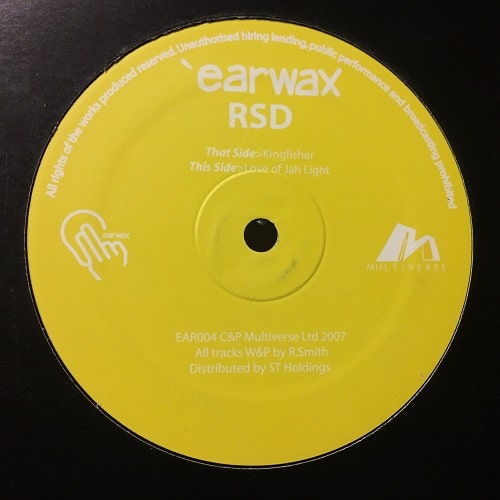 All rights of the works produced reserved. Unauthorised hiring lending, public performance and broadcasting prohibited
`earwax
RSD
That Side:>Kingfisher
This Side:>Love of Jah Light
earwax
MULTIVERSE
EAR004 C&P Multiverse Ltd 2007
All tracks W&P by R.Smith
Distributed by ST Holdings